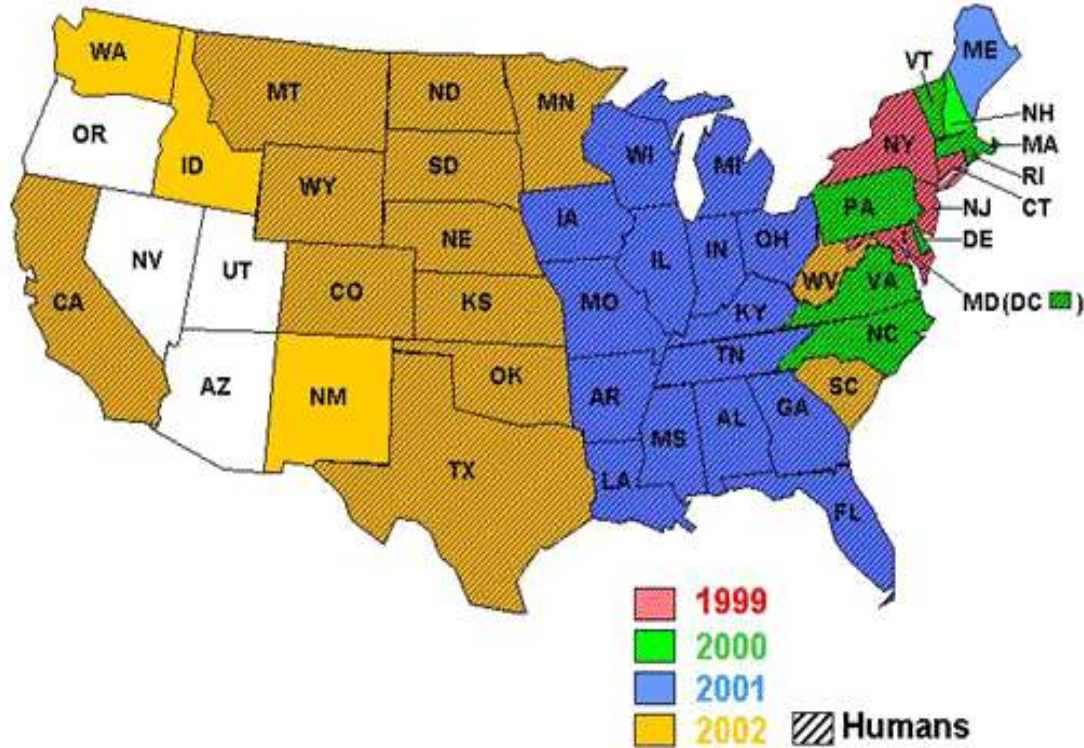 WA
MT
ND
MN
VT
ME
OR
ID
WY
SD
WI
MI
NY
NH
MA
RI
CT
NV
UT
CO
NE
IA
IL
IN
OH
PA
NJ
DE
CA
KS
MO
KY
WV
VA
MD (DC )
AZ
NM
OK
AR
TN
NC
SC
TX
LA
MS
AL
GA
FL
1999
2000
2001
2002
Humans